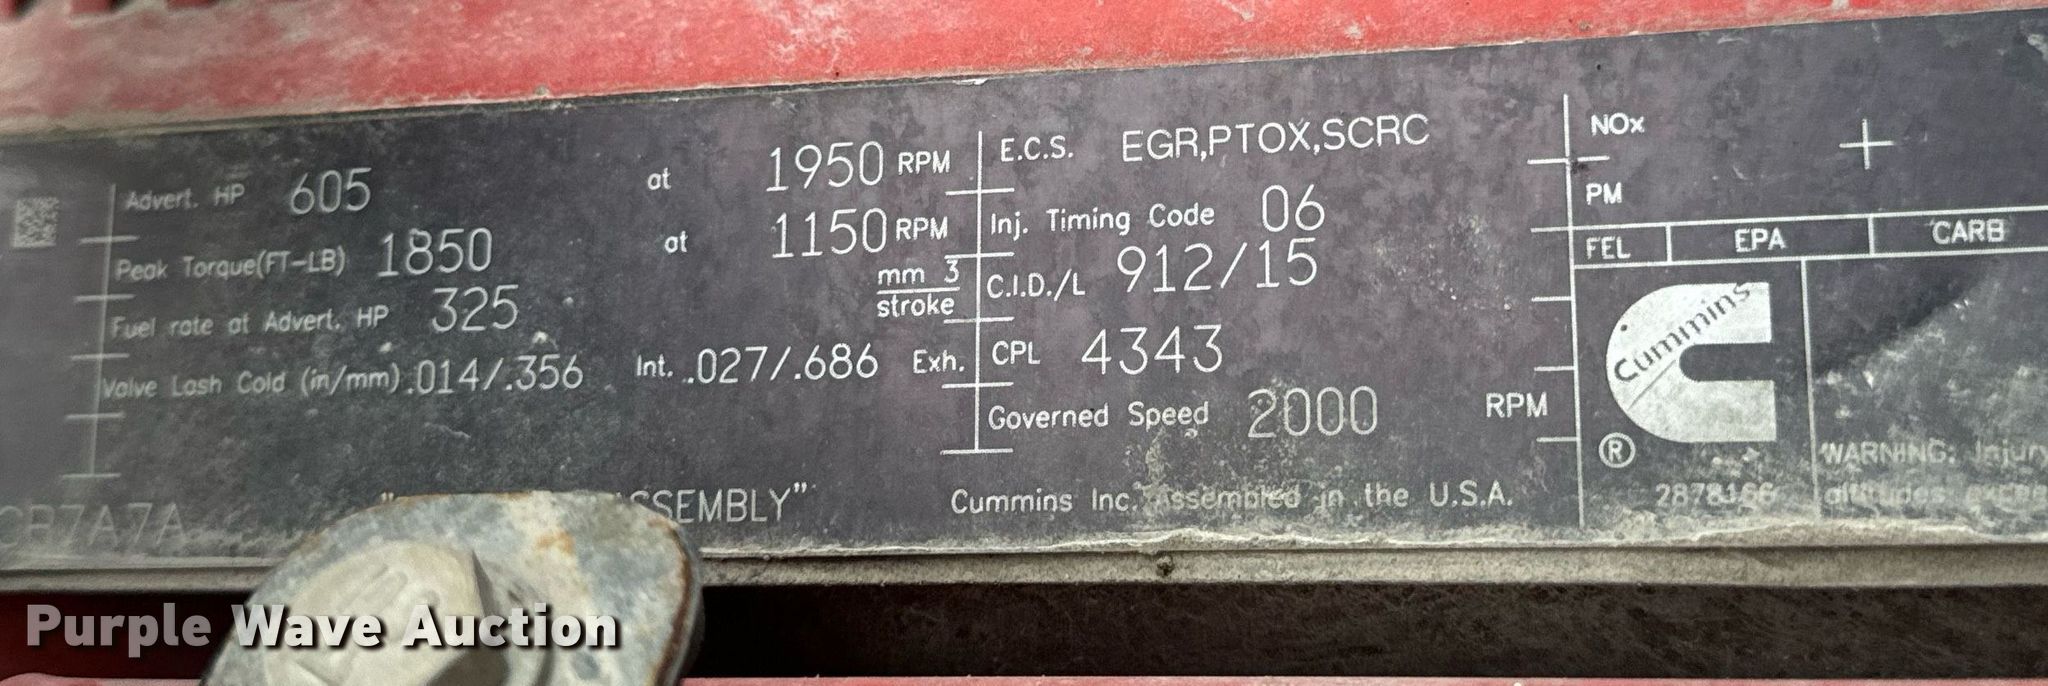 Advert. HP 605 at 1950 RPM
Peak Torque(FT-LB) 1850 at 1150 RPM
Fuel rate at Advert. HP 325 mm 3
stroke
Valve Lash Cold (in/mm) .014/.356 Int. .027/.686 Exh.
E.C.S. EGR,PTOX,SCRC
Inj. Timing Code 06
C.I.D./L 912/15
CPL 4343
Governed Speed 2000 RPM
NOx
PM
FEL EPA CARB
Cummins
®
2878166
WARNING: Injury
altitudes
Cummins Inc. Assembled in the U.S.A.
Purple Wave Auction